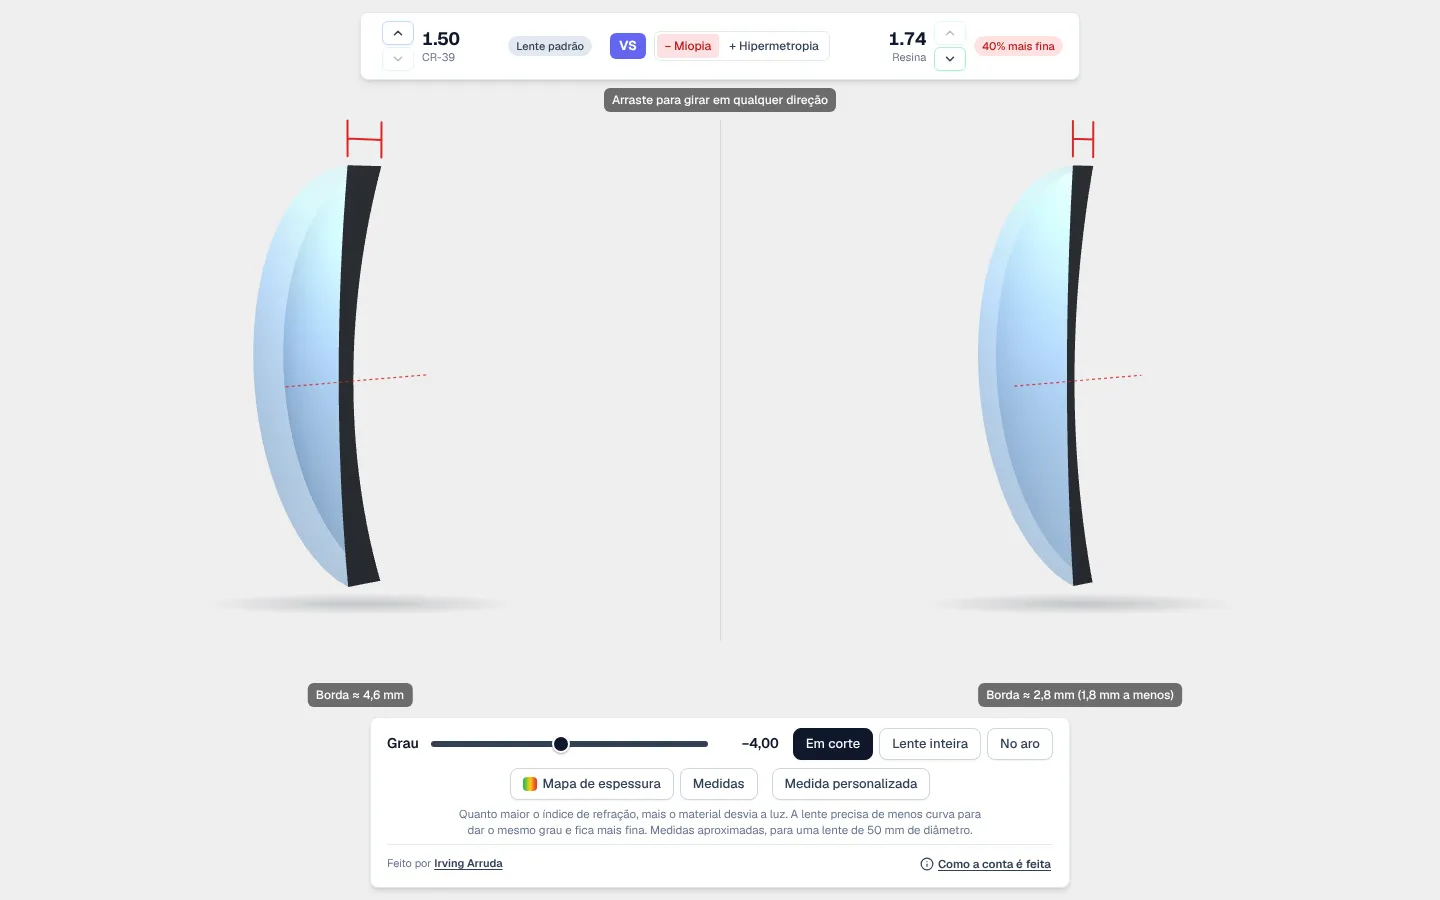 1.50
CR-39
Lente padrão
VS
− Miopia
+ Hipermetropia
1.74
Resina
40% mais fina
Arraste para girar em qualquer direção
Borda ≈ 4,6 mm
Borda ≈ 2,8 mm (1,8 mm a menos)
Grau
−4,00
Em corte
Lente inteira
No aro
Mapa de espessura
Medidas
Medida personalizada
Quanto maior o índice de refração, mais o material desvia a luz. A lente precisa de menos curva para
dar o mesmo grau e fica mais fina. Medidas aproximadas, para uma lente de 50 mm de diâmetro.
Feito por Irving Arruda
Como a conta é feita